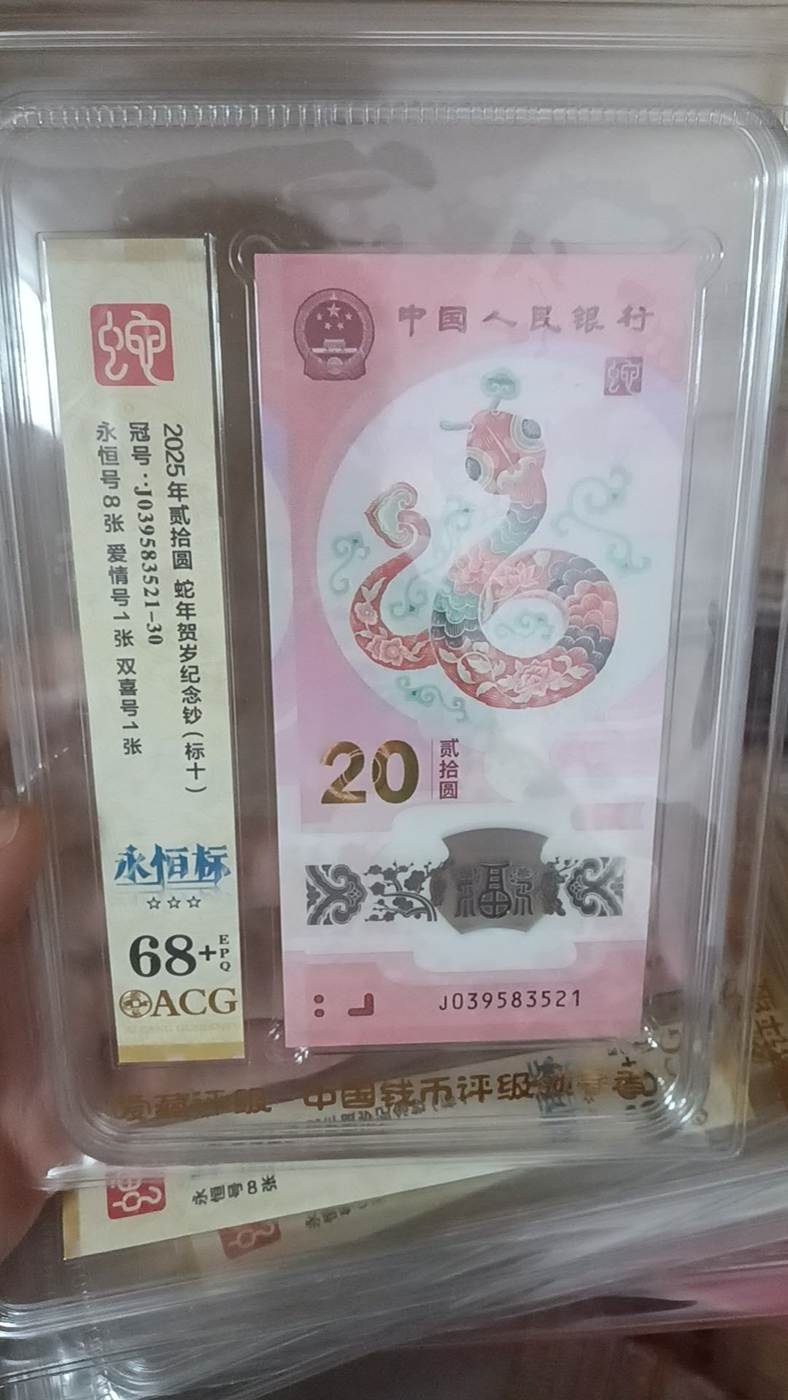 蛇
2025年贰拾圆 蛇年贺岁纪念钞(标十)
冠号:J039583521-30
永恒号8张 爱情号1张 双喜号1张
永恒标
☆☆☆
68+EPQ
ACG
中国人民银行
蛇
20
贰拾圆
福
J039583521
中国钱币评级
永恒号8张